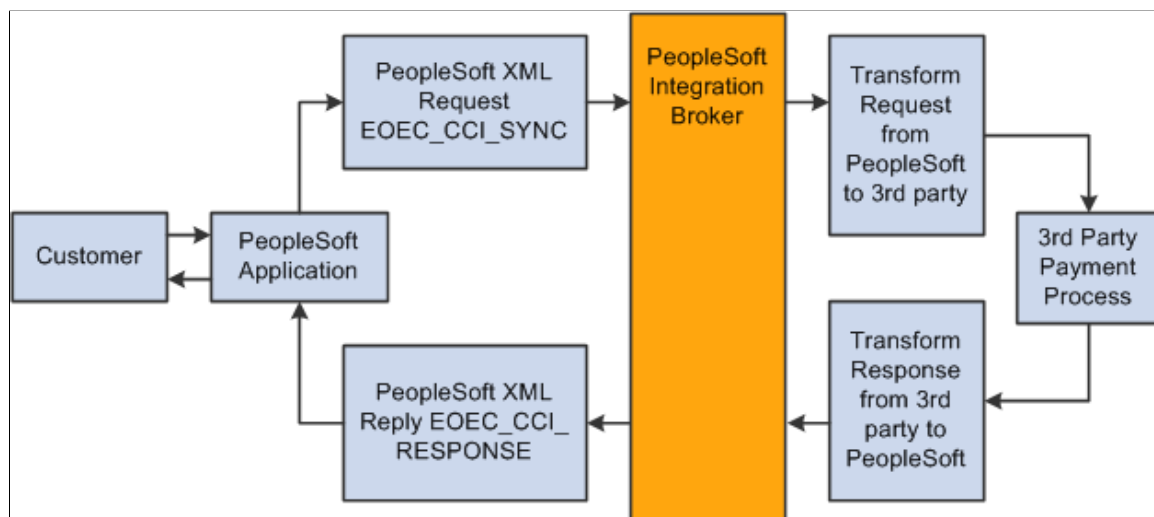 PeopleSoft XML
Request
EOEC_CCI_SYNC
PeopleSoft
Integration
Broker
Transform
Request
from
PeopleSoft
to 3rd party
Customer
PeopleSoft
Application
3rd Party
Payment
Process
PeopleSoft XML
Reply EOEC_CCI_
RESPONSE
Transform
Response
from 3rd
party to
PeopleSoft